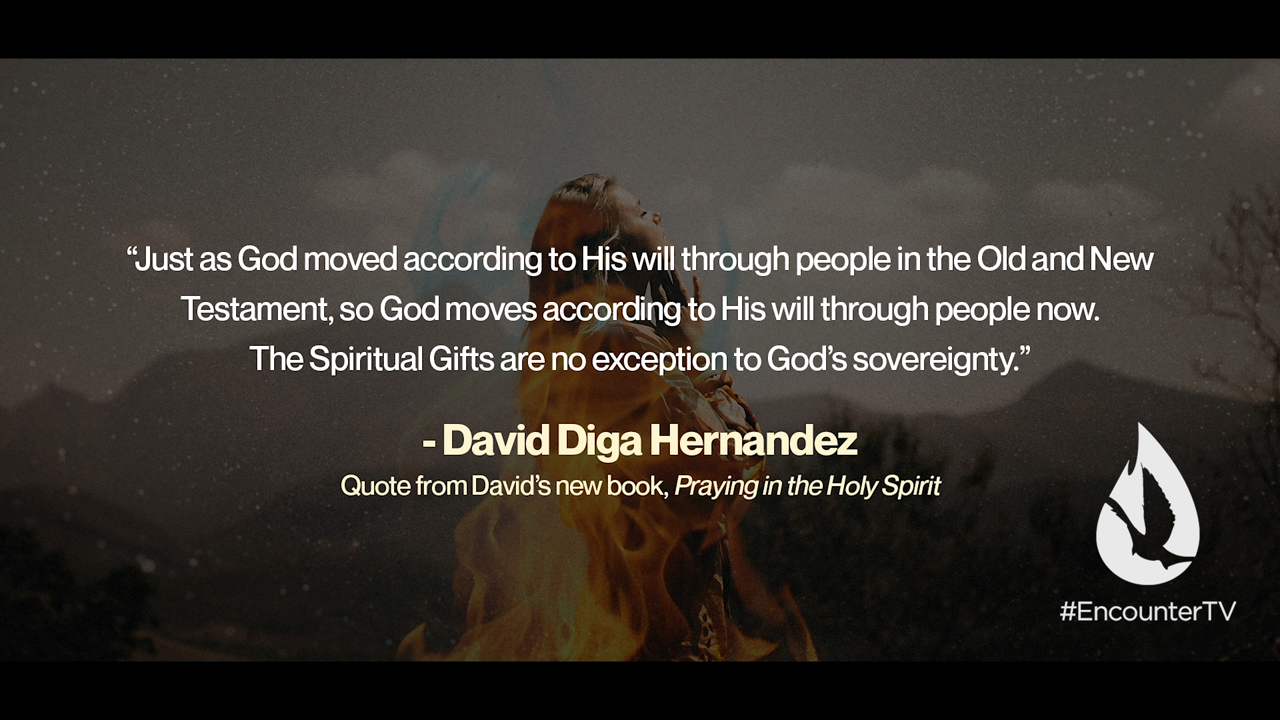 “Just as God moved according to His will through people in the Old and New
Testament, so God moves according to His will through people now.
The Spiritual Gifts are no exception to God’s sovereignty.”
- David Diga Hernandez
Quote from David’s new book, Praying in the Holy Spirit
#EncounterTV